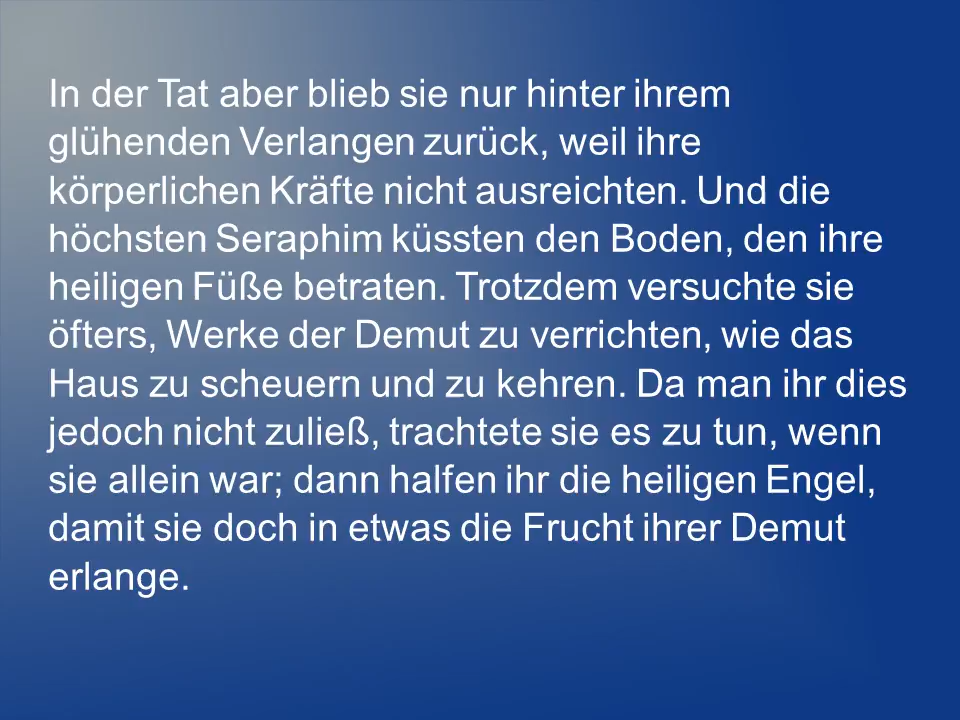 In der Tat aber blieb sie nur hinter ihrem
glühenden Verlangen zurück, weil ihre
körperlichen Kräfte nicht ausreichten. Und die
höchsten Seraphim küssten den Boden, den ihre
heiligen Füße betraten. Trotzdem versuchte sie
öfters, Werke der Demut zu verrichten, wie das
Haus zu scheuern und zu kehren. Da man ihr dies
jedoch nicht zuließ, trachtete sie es zu tun, wenn
sie allein war; dann halfen ihr die heiligen Engel,
damit sie doch in etwas die Frucht ihrer Demut
erlange.